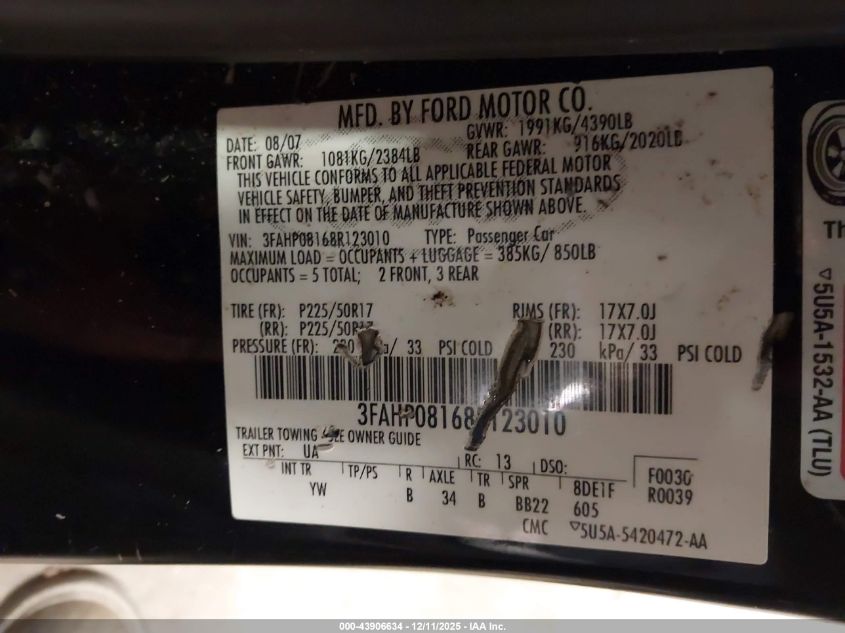 MFD. BY FORD MOTOR CO.
DATE: 08/07 GVWR: 1991KG/4390LB
FRONT GAWR: 1081KG/2384LB REAR GAWR: 916KG/2020LB
THIS VEHICLE CONFORMS TO ALL APPLICABLE FEDERAL MOTOR
VEHICLE SAFETY, BUMPER, AND THEFT PREVENTION STANDARDS
IN EFFECT ON THE DATE OF MANUFACTURE SHOWN ABOVE.
VIN: 3FAHP08168R123010 TYPE: Passenger Car
MAXIMUM LOAD = OCCUPANTS + LUGGAGE = 385KG/ 850LB
OCCUPANTS = 5 TOTAL; 2 FRONT, 3 REAR
TIRE (FR): P225/50R17 RIMS (FR): 17X7.0J
(RR): P225/50R17 (RR): 17X7.0J
PRESSURE (FR): 33 PSI COLD 230 kPa/ 33 PSI COLD
3FAHP08168R123010
TRAILER TOWING - SEE OWNER GUIDE
EXT PNT: UA RC: 13 DSO:
INT TR TP/PS R AXLE TR SPR 8DE1F F0030
YW B 34 B BB22 605 R0039
CMC ▽5U5A-5420472-AA
Th
▽5U5A-1532-AA (TLU)
000-43906634 - 12/11/2025 - IAA Inc.